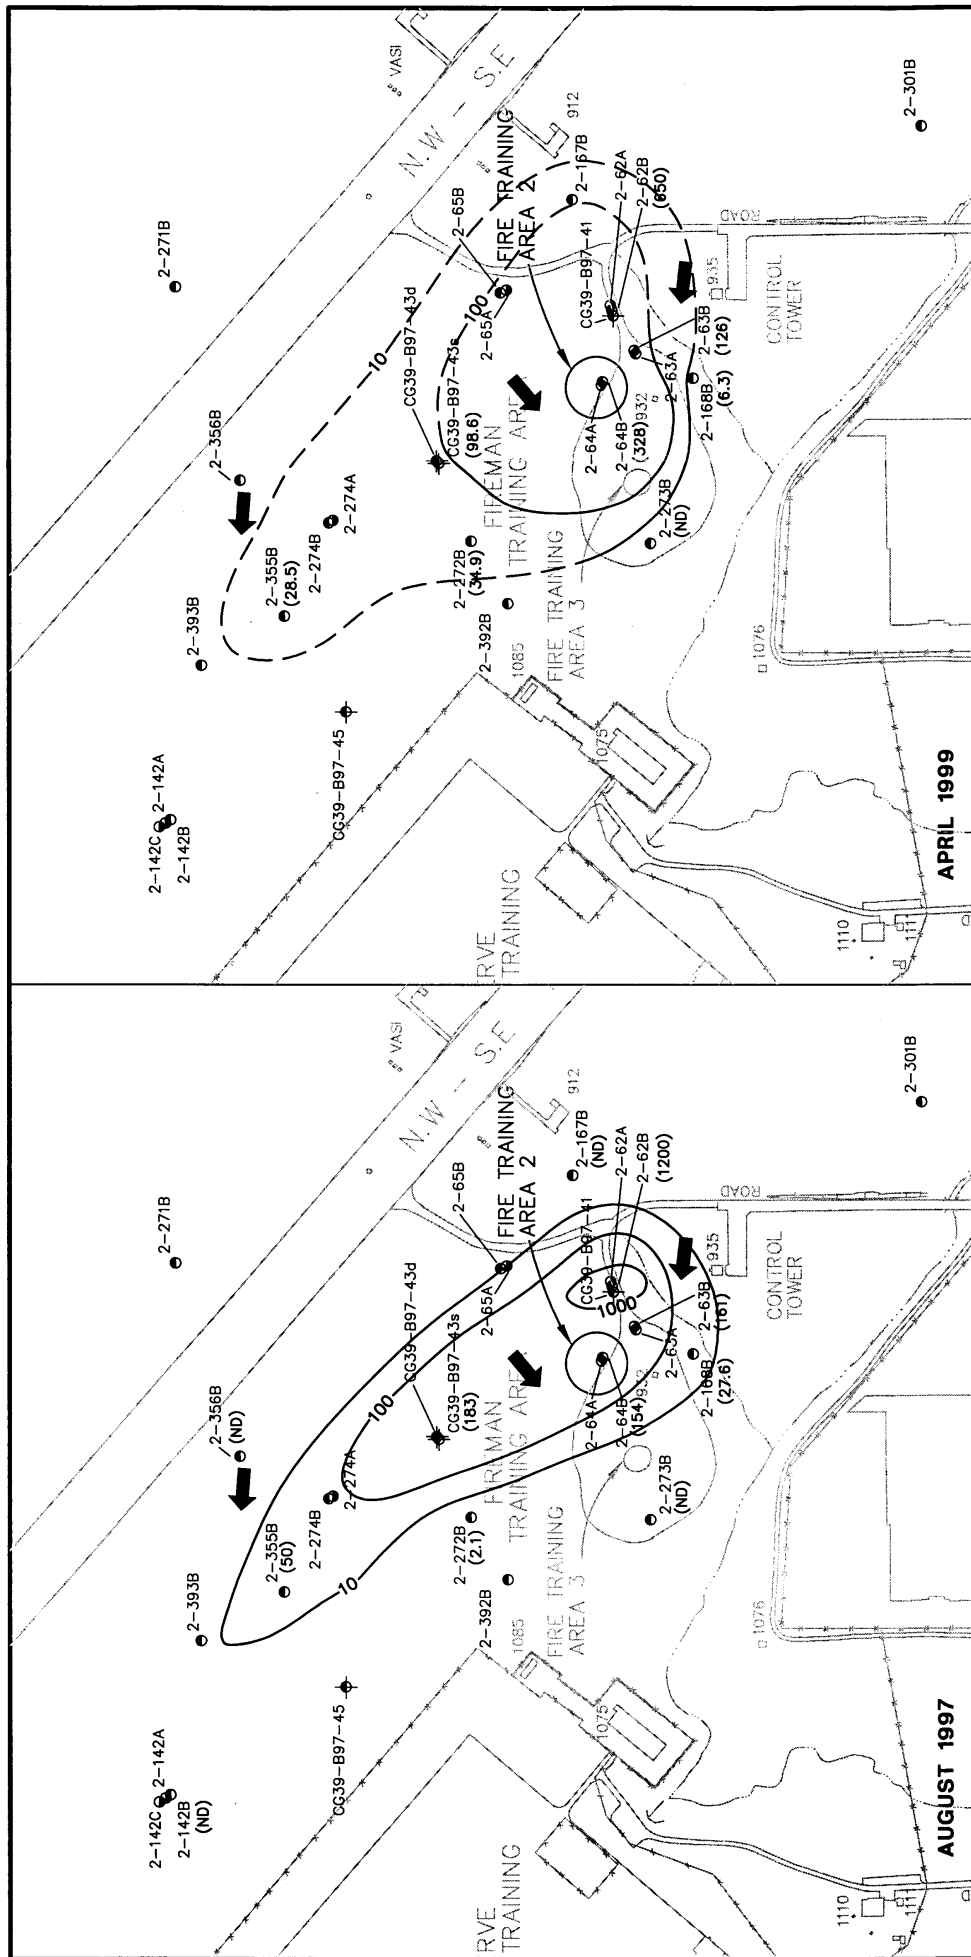 AUGUST 1997
2-142C
2-142A
2-142B
(ND)
2-393B
2-356B
(ND)
2-271B
2-355B
(50)
2-274B
2-274A
CG39-B97-45
CG39-B97-43d
CG39-B97-43s
(183)
10
100
1000
2-272B
(2.1)
2-392B
2-65B
2-65A
FIRE TRAINING
AREA 2
FIREMAN
TRAINING AREA
FIRE TRAINING
AREA 3
2-273B
(ND)
2-64A
2-64B
(154)
932
2-63A
2-63B
(161)
2-168B
(27.6)
CG39-B97-41
2-62A
2-62B
(1200)
2-167B
(ND)
912
VASI
N.W - S.E
ROAD
935
CONTROL
TOWER
2-301B
1085
1075
1076
RVE
TRAINING
1110
1111
APRIL 1999
2-142C
2-142A
2-142B
2-393B
2-356B
2-271B
2-355B
(28.5)
2-274B
2-274A
CG39-B97-45
CG39-B97-43d
CG39-B97-43s
(98.6)
10
100
2-272B
(34.9)
2-392B
2-65B
2-65A
FIRE TRAINING
AREA 2
FIREMAN
TRAINING ARE
FIRE TRAINING
AREA 3
2-273B
(ND)
2-64A
2-64B
(328)
932
2-63A
2-63B
(126)
2-168B
(6.3)
CG39-B97-41
2-62A
2-62B
(650)
2-167B
912
VASI
N.W - S.E
ROAD
935
CONTROL
TOWER
2-301B
1085
1075
1076
RVE
TRAINING
1110
1111